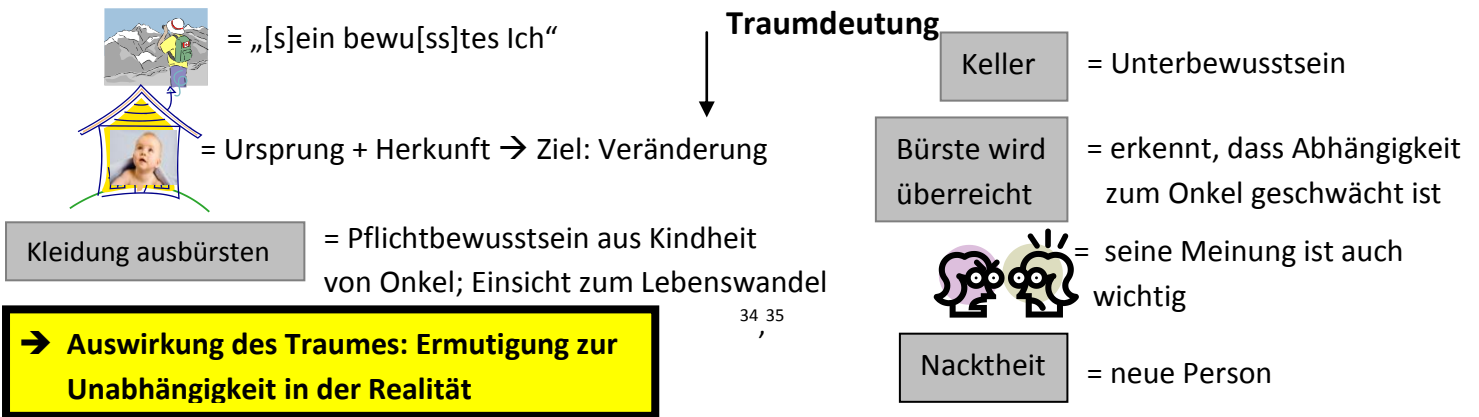 Traumdeutung
= „[s]ein bewu[ss]tes Ich“
= Ursprung + Herkunft → Ziel: Veränderung
Kleidung ausbürsten
= Pflichtbewusstsein aus Kindheit
von Onkel; Einsicht zum Lebenswandel
34, 35
➔ Auswirkung des Traumes: Ermutigung zur
Unabhängigkeit in der Realität
Keller
= Unterbewusstsein
Bürste wird
überreicht
= erkennt, dass Abhängigkeit
zum Onkel geschwächt ist
= seine Meinung ist auch
wichtig
Nacktheit
= neue Person